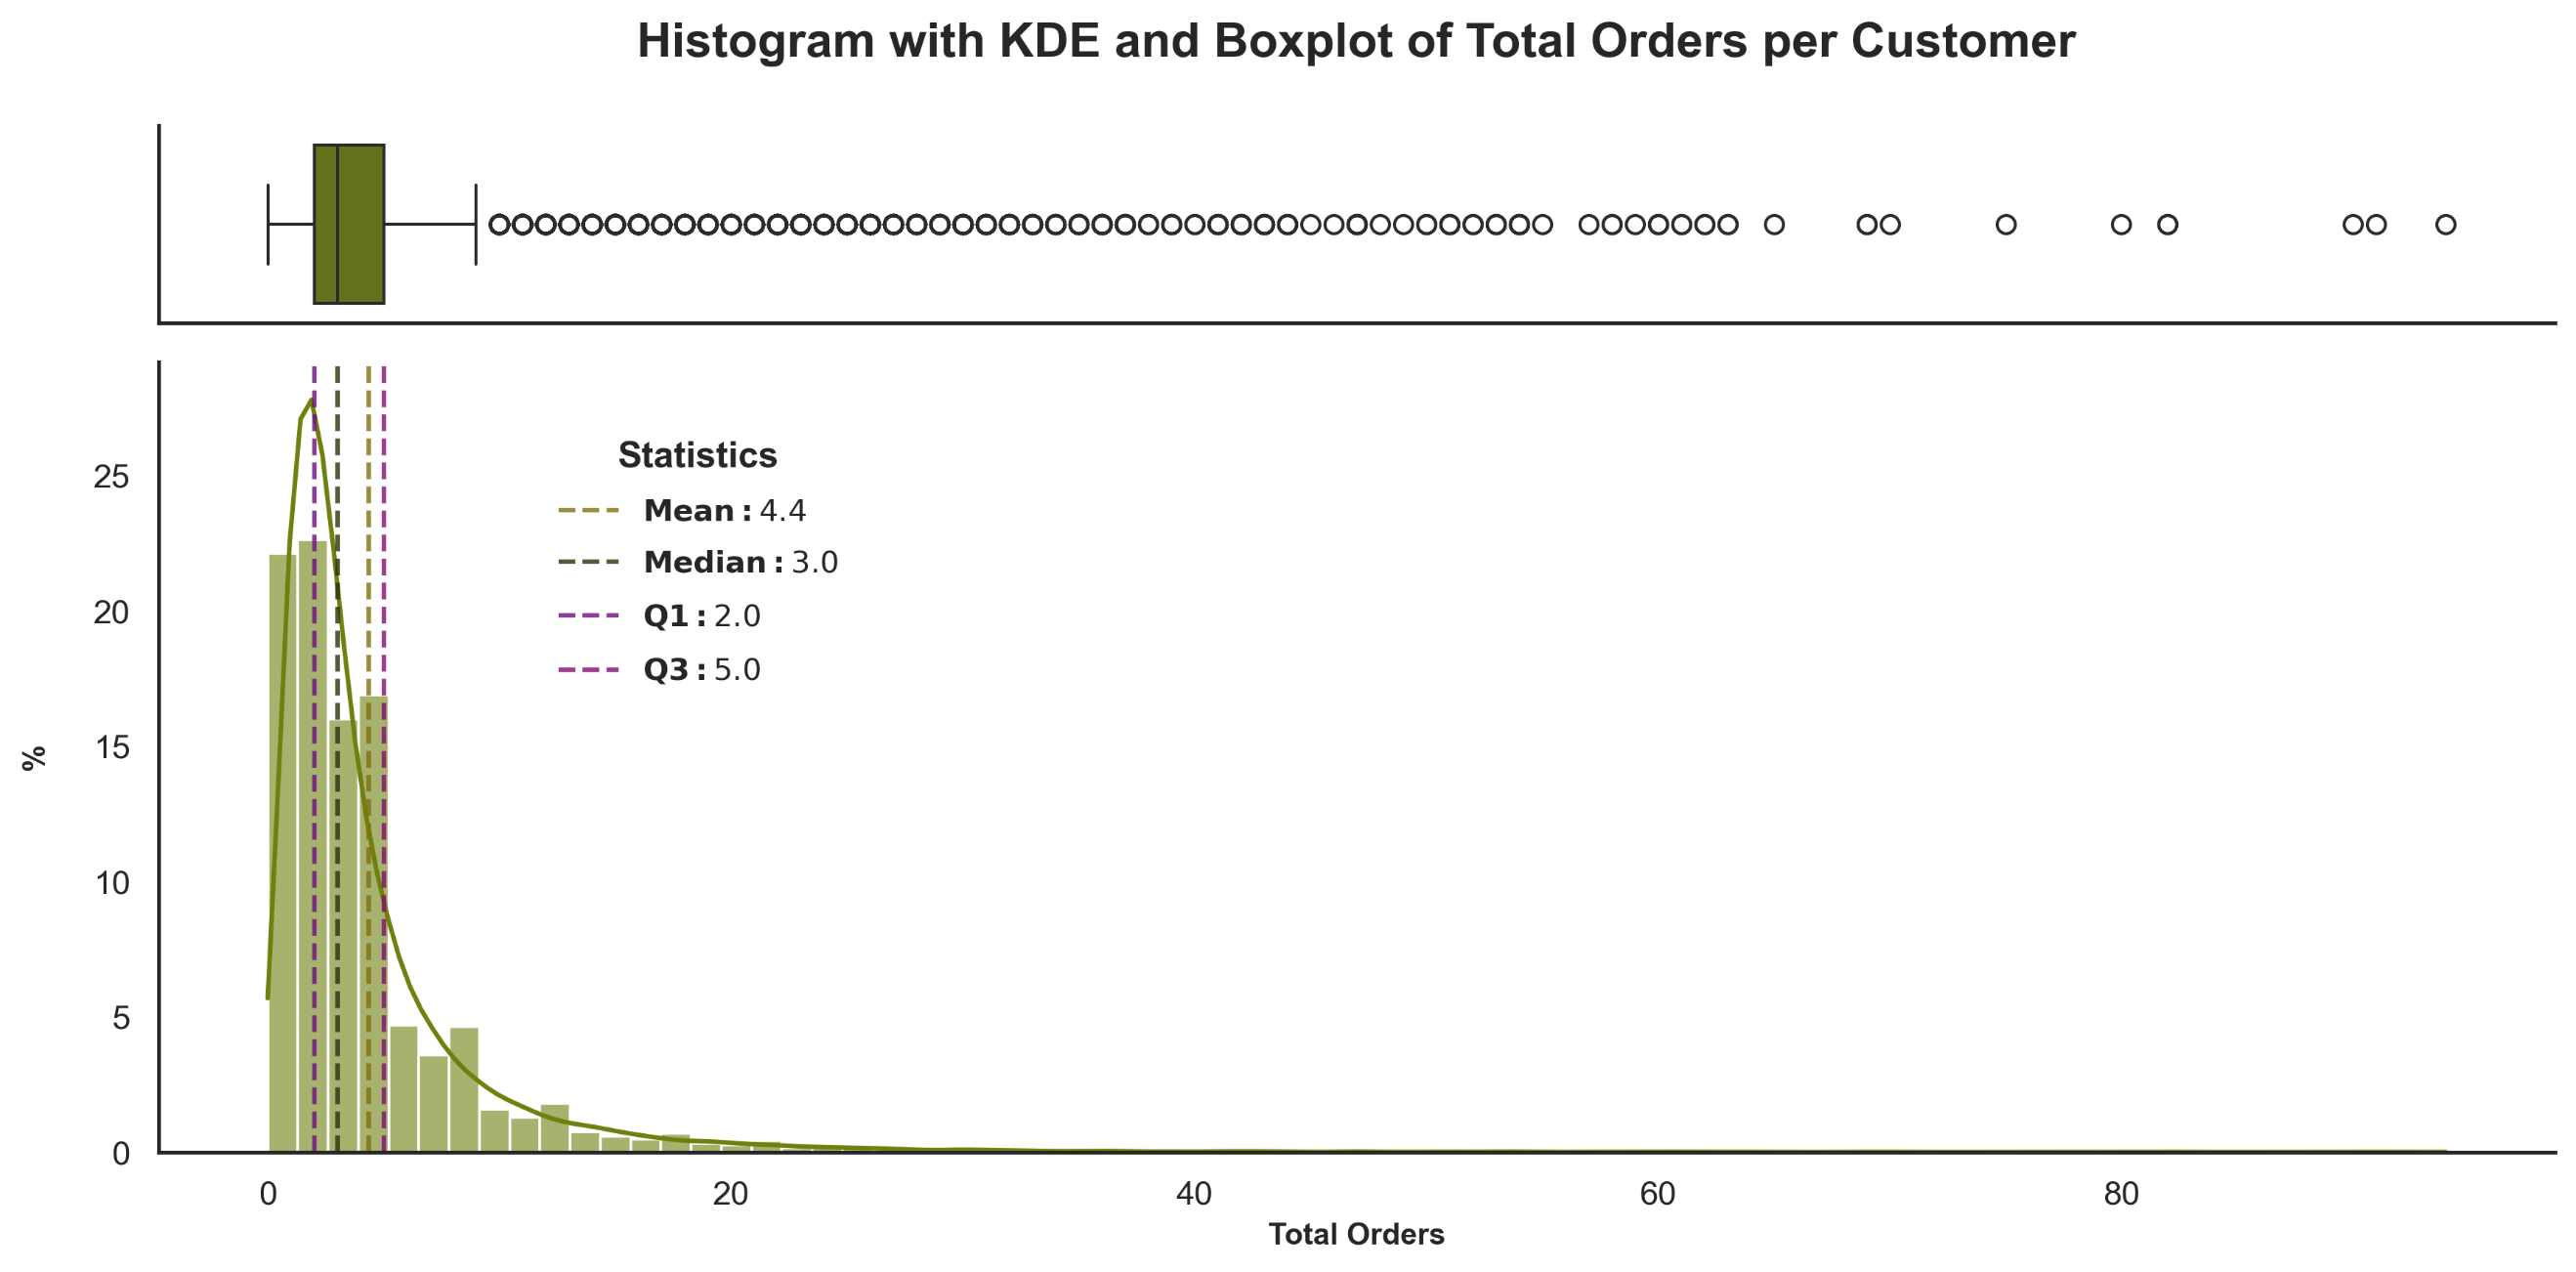 Histogram with KDE and Boxplot of Total Orders per Customer
Statistics
Mean: 4.4
Median: 3.0
Q1: 2.0
Q3: 5.0
25
20
15
10
5
0
%
0 20 40 60 80
Total Orders